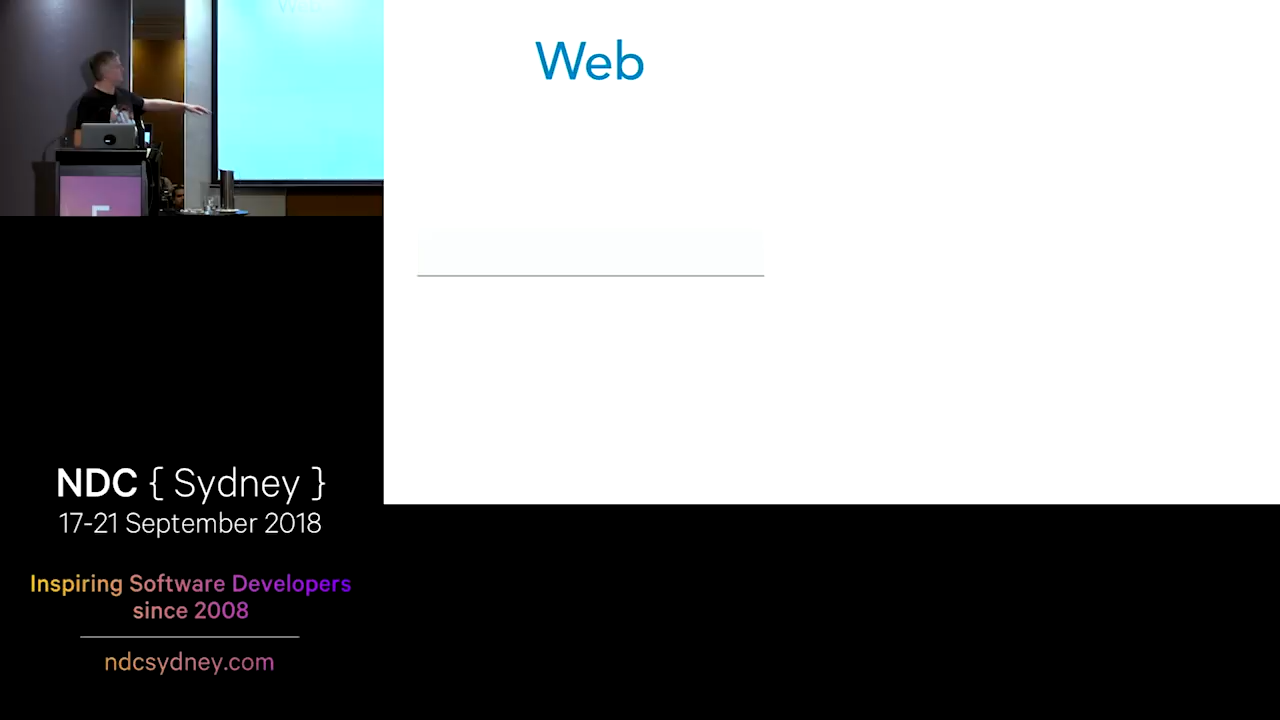 Web
NDC { Sydney }
17-21 September 2018
Inspiring Software Developers
since 2008
ndcsydney.com